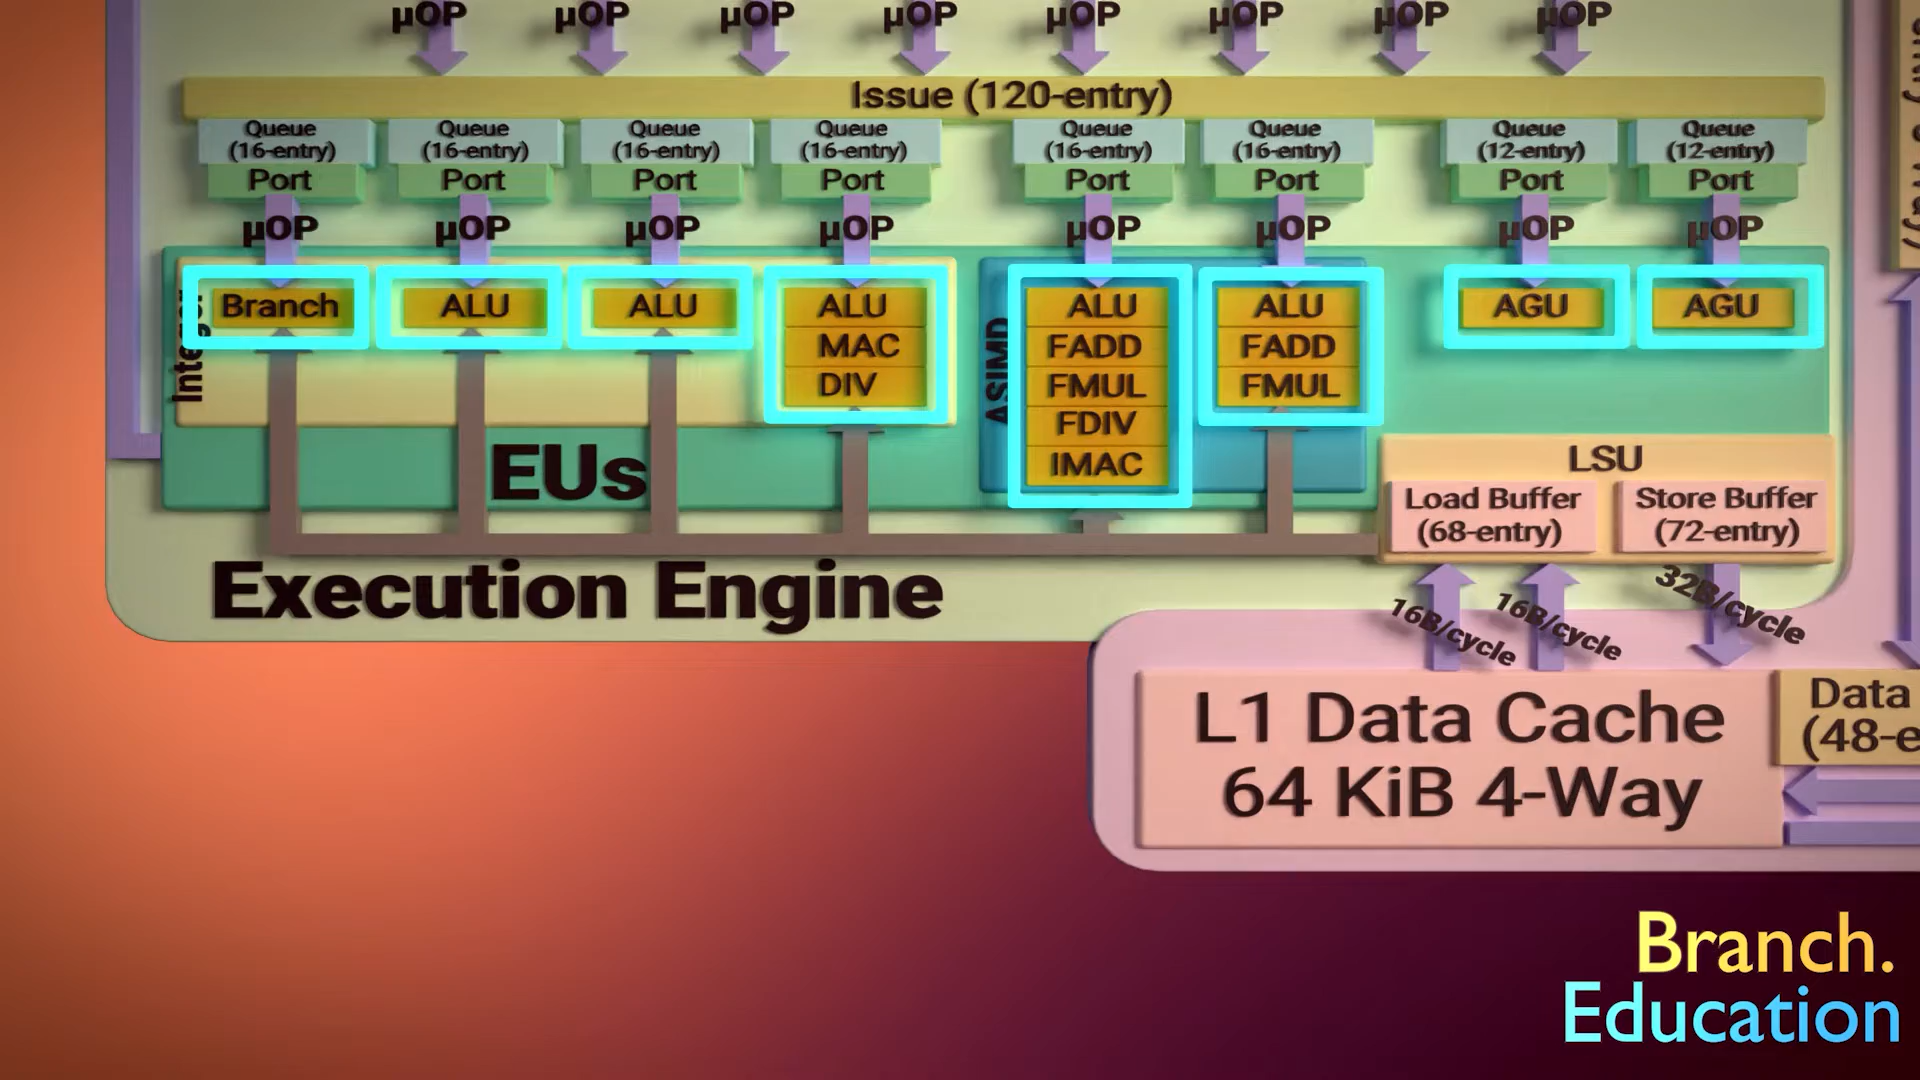 µOP µOP µOP µOP µOP µOP µOP µOP
Issue (120-entry)
Queue Queue Queue Queue Queue Queue Queue Queue
(16-entry) (16-entry) (16-entry) (16-entry) (16-entry) (16-entry) (12-entry) (12-entry)
Port Port Port Port Port Port Port Port
µOP µOP µOP µOP µOP µOP µOP µOP
Integer
Branch ALU ALU ALU ALU ALU AGU AGU
MAC FADD FADD
DIV FMUL FMUL
ASIMD
FDIV
IMAC
EUs
LSU
Load Buffer Store Buffer
(68-entry) (72-entry)
Execution Engine
16B/cycle 16B/cycle 32B/cycle
L1 Data Cache
64 KiB 4-Way
Data
(48-e
Branch.
Education